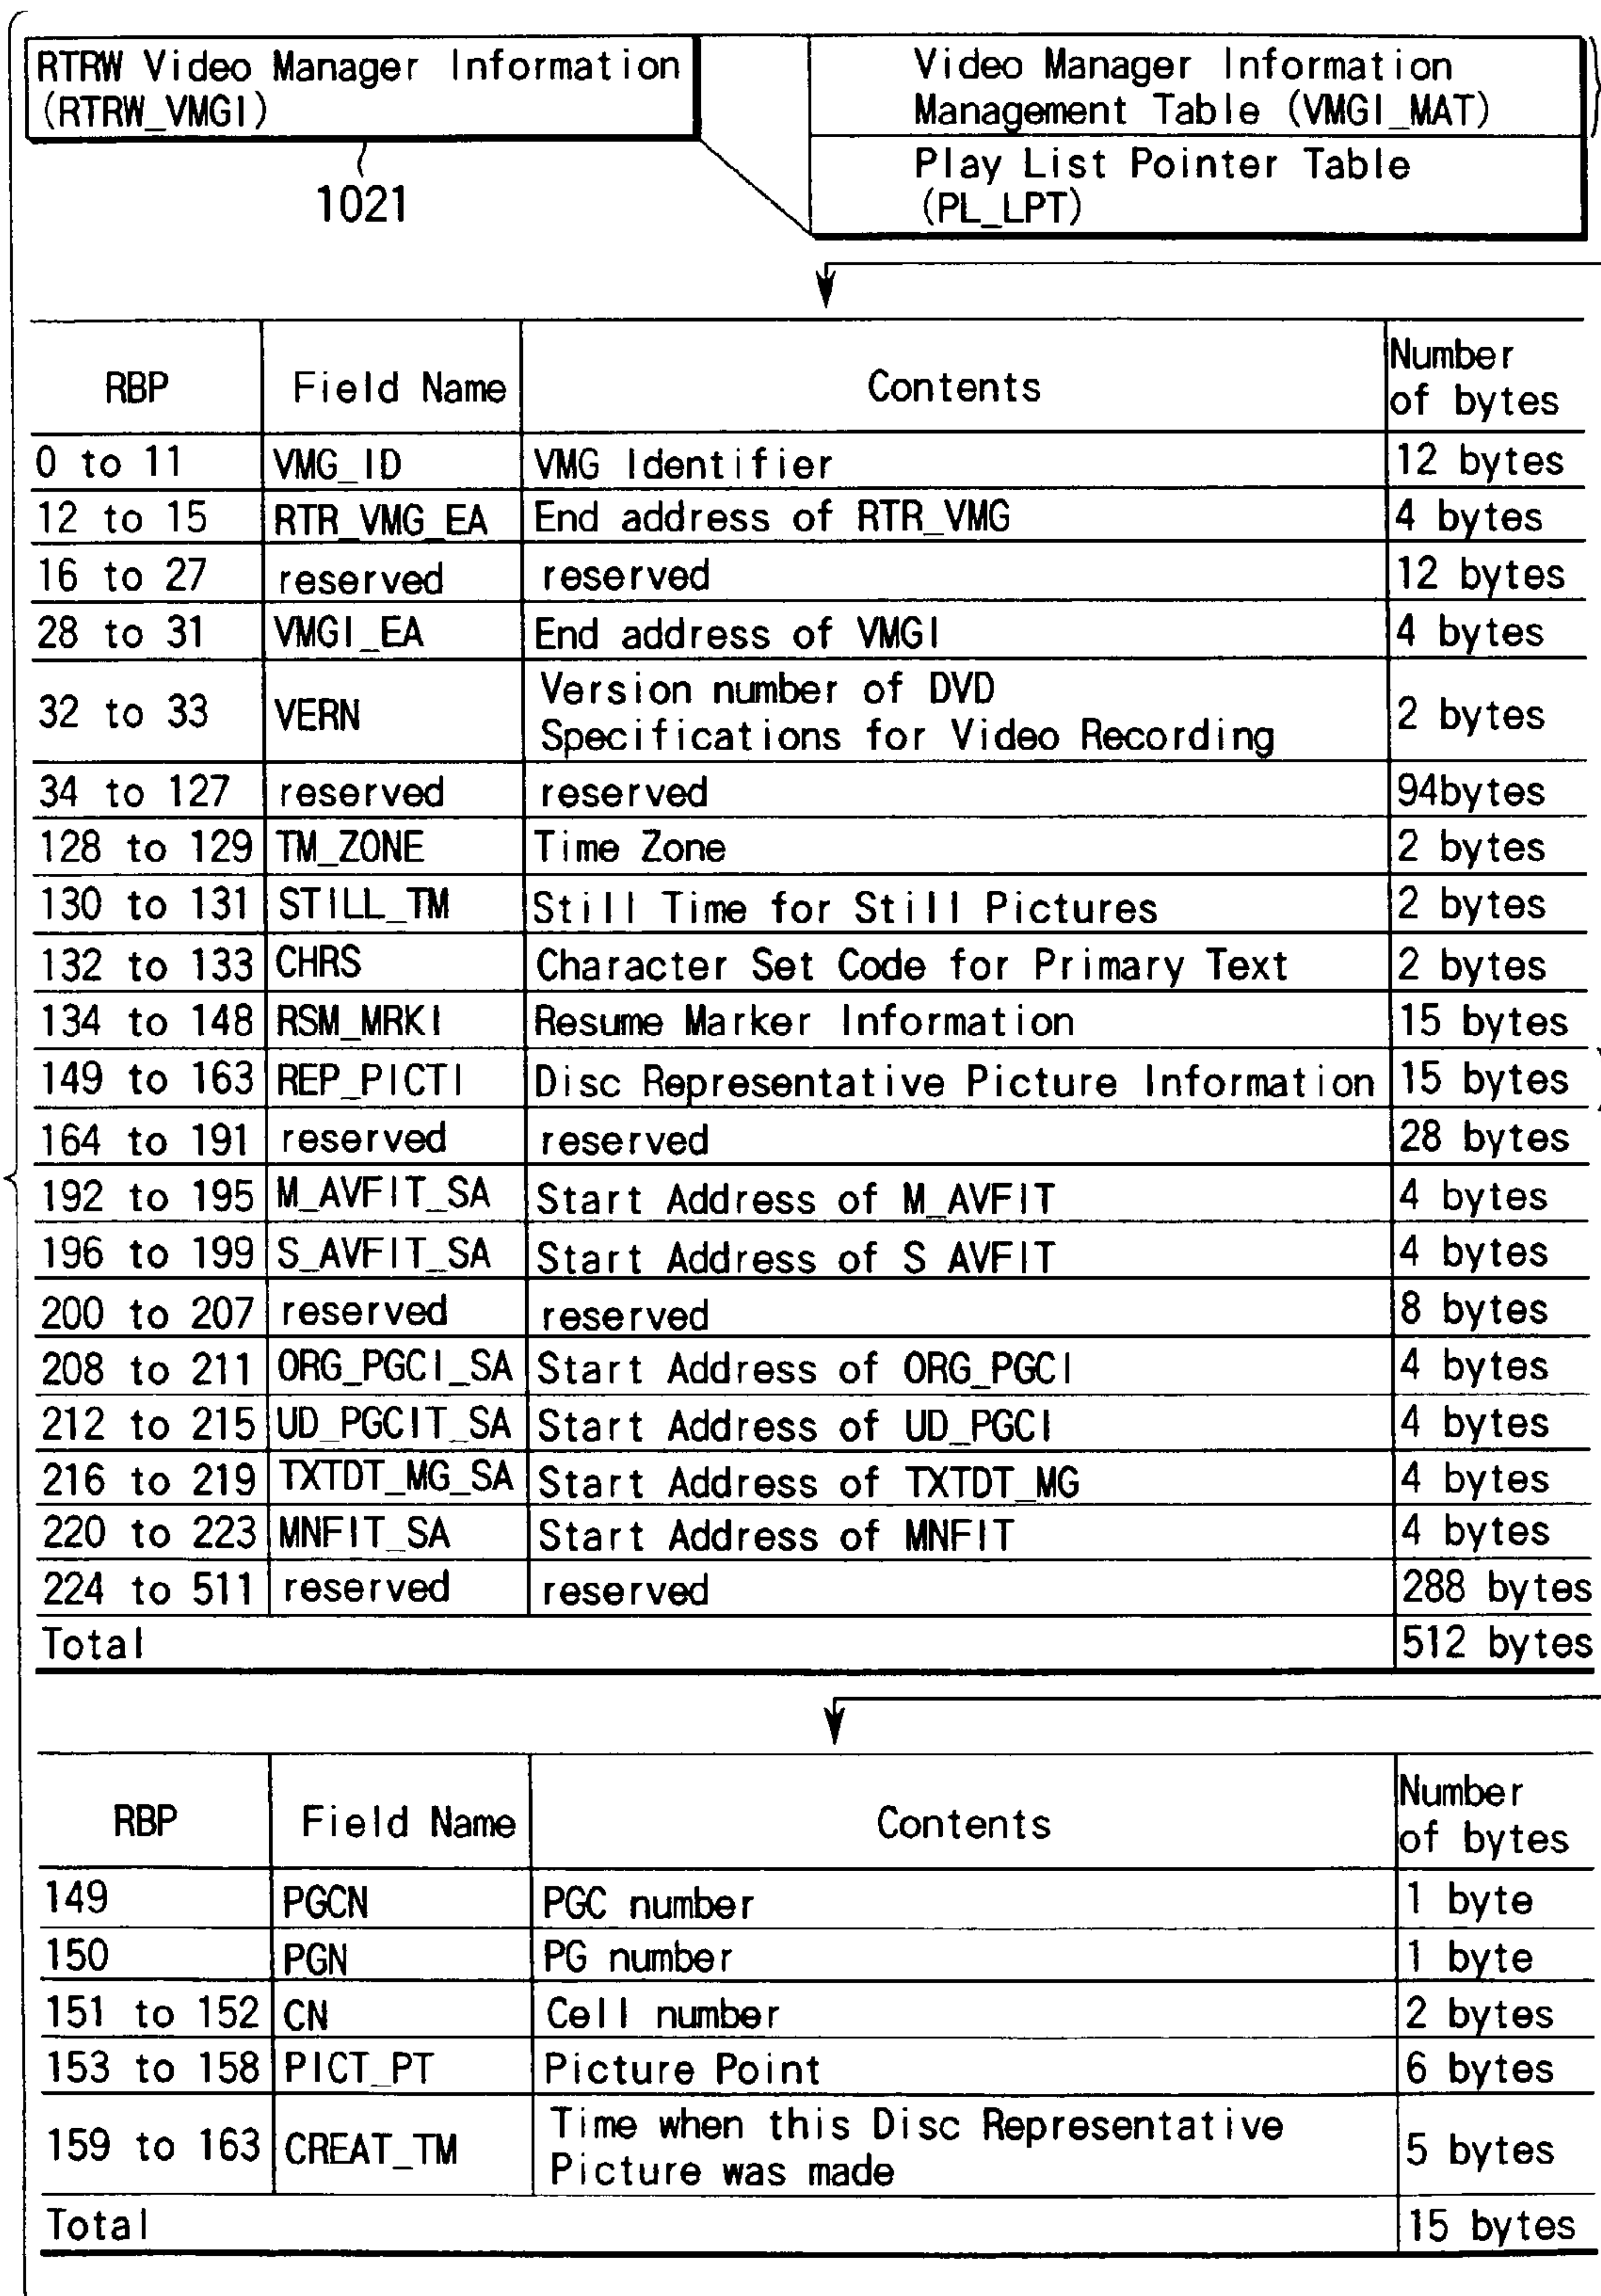 RTRW Video Manager Information
(RTRW_VMGI)
1021
Video Manager Information
Management Table (VMGI_MAT)
Play List Pointer Table
(PL_LPT)
RBP Field Name Contents Number of bytes
0 to 11 VMG_ID VMG Identifier 12 bytes
12 to 15 RTR_VMG_EA End address of RTR_VMG 4 bytes
16 to 27 reserved reserved 12 bytes
28 to 31 VMGI_EA End address of VMGI 4 bytes
32 to 33 VERN Version number of DVD Specifications for Video Recording 2 bytes
34 to 127 reserved reserved 94bytes
128 to 129 TM_ZONE Time Zone 2 bytes
130 to 131 STILL_TM Still Time for Still Pictures 2 bytes
132 to 133 CHRS Character Set Code for Primary Text 2 bytes
134 to 148 RSM_MRKI Resume Marker Information 15 bytes
149 to 163 REP_PICTI Disc Representative Picture Information 15 bytes
164 to 191 reserved reserved 28 bytes
192 to 195 M_AVFIT_SA Start Address of M_AVFIT 4 bytes
196 to 199 S_AVFIT_SA Start Address of S AVFIT 4 bytes
200 to 207 reserved reserved 8 bytes
208 to 211 ORG_PGCI_SA Start Address of ORG_PGCI 4 bytes
212 to 215 UD_PGCIT_SA Start Address of UD_PGCI 4 bytes
216 to 219 TXTDT_MG_SA Start Address of TXTDT_MG 4 bytes
220 to 223 MNFIT_SA Start Address of MNFIT 4 bytes
224 to 511 reserved reserved 288 bytes
Total 512 bytes
RBP Field Name Contents Number of bytes
149 PGCN PGC number 1 byte
150 PGN PG number 1 byte
151 to 152 CN Cell number 2 bytes
153 to 158 PICT_PT Picture Point 6 bytes
159 to 163 CREAT_TM Time when this Disc Representative Picture was made 5 bytes
Total 15 bytes